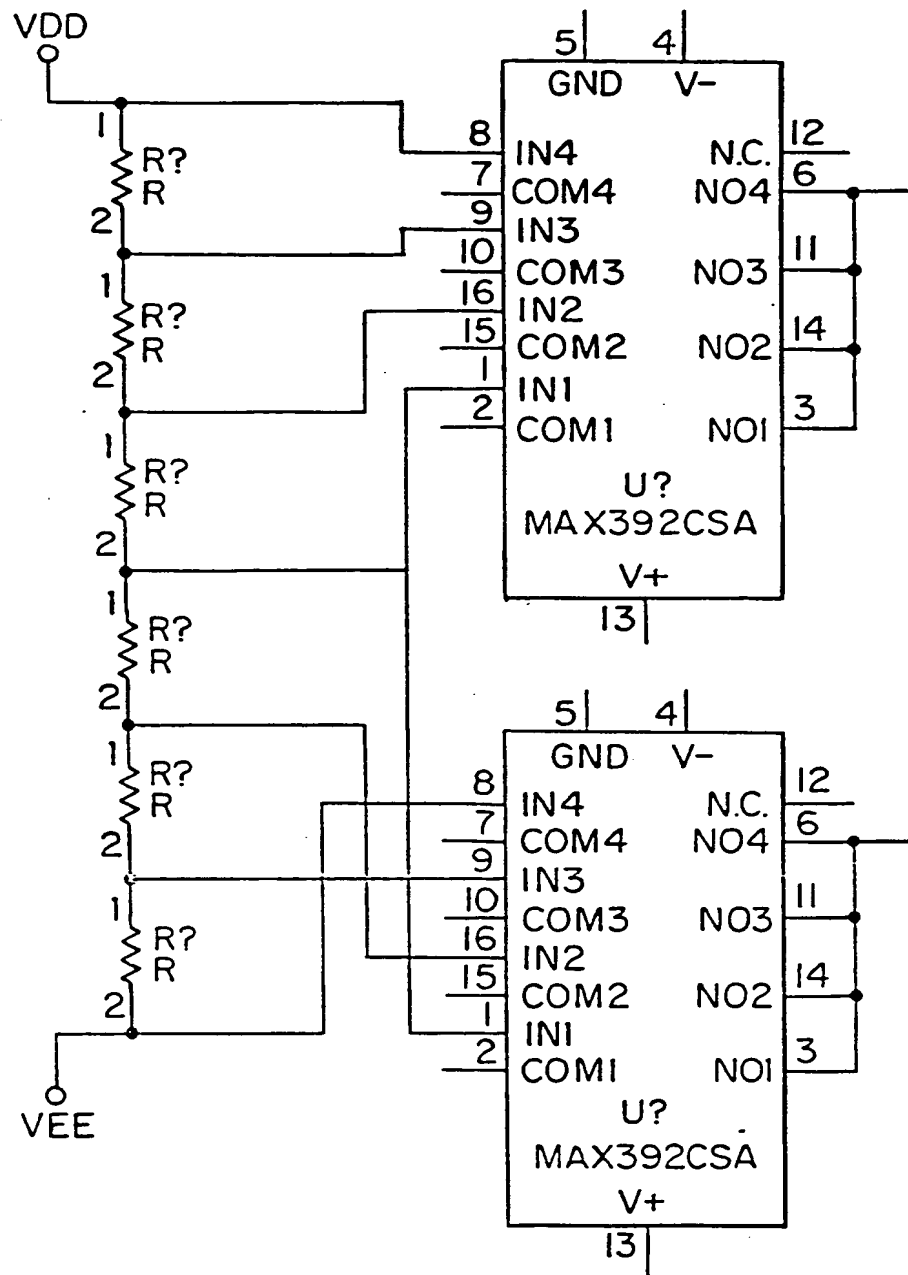 VDD
1
R?
R
2
1
R?
R
2
1
R?
R
2
1
R?
R
2
1
R?
R
2
1
R?
R
2
VEE
5 4
GND V-
8 IN4 N.C. 12
7 COM4 NO4 6
9 IN3
10 COM3 NO3 11
16 IN2
15 COM2 NO2 14
1 IN1
2 COM1 NO1 3
U?
MAX392CSA
V+
13
5 4
GND V-
8 IN4 N.C. 12
7 COM4 NO4 6
9 IN3
10 COM3 NO3 11
16 IN2
15 COM2 NO2 14
1 IN1
2 COM1 NO1 3
U?
MAX392CSA
V+
13